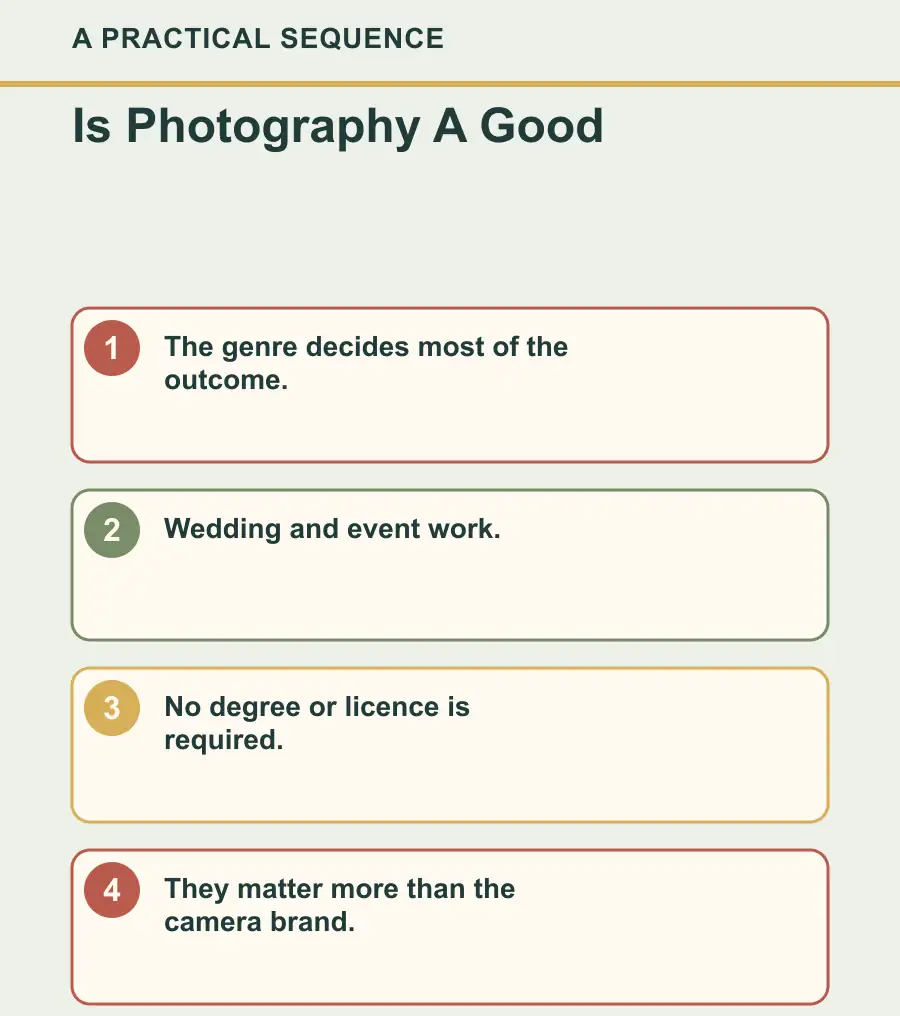 A PRACTICAL SEQUENCE
Is Photography A Good
1
The genre decides most of the
outcome.
2
Wedding and event work.
3
No degree or licence is
required.
4
They matter more than the
camera brand.